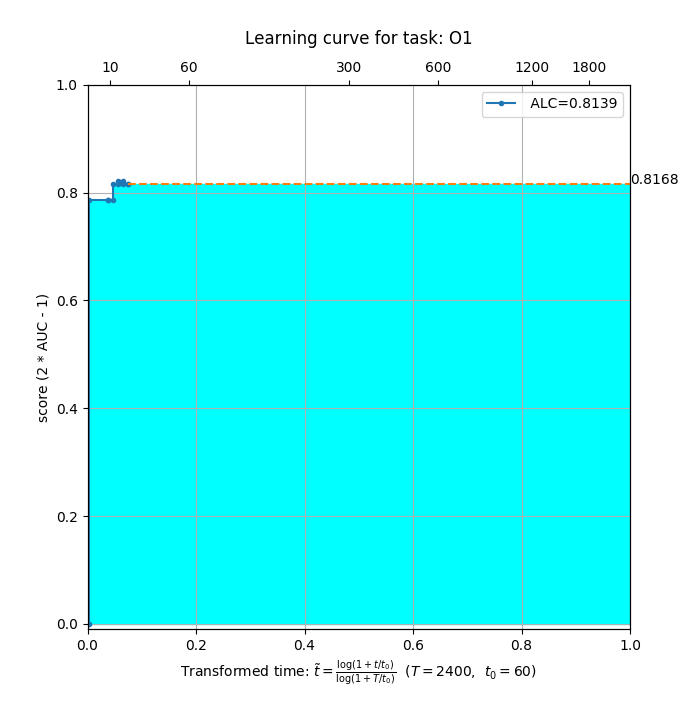 Learning curve for task: O1
10 60 300 600 1200 1800
1.0
ALC=0.8139
0.8168
0.8
0.6
score (2 * AUC - 1)
0.4
0.2
0.0
0.0 0.2 0.4 0.6 0.8 1.0
Transformed time: t̃ = log(1 + t/t₀) / log(1 + T/t₀) (T = 2400, t₀ = 60)